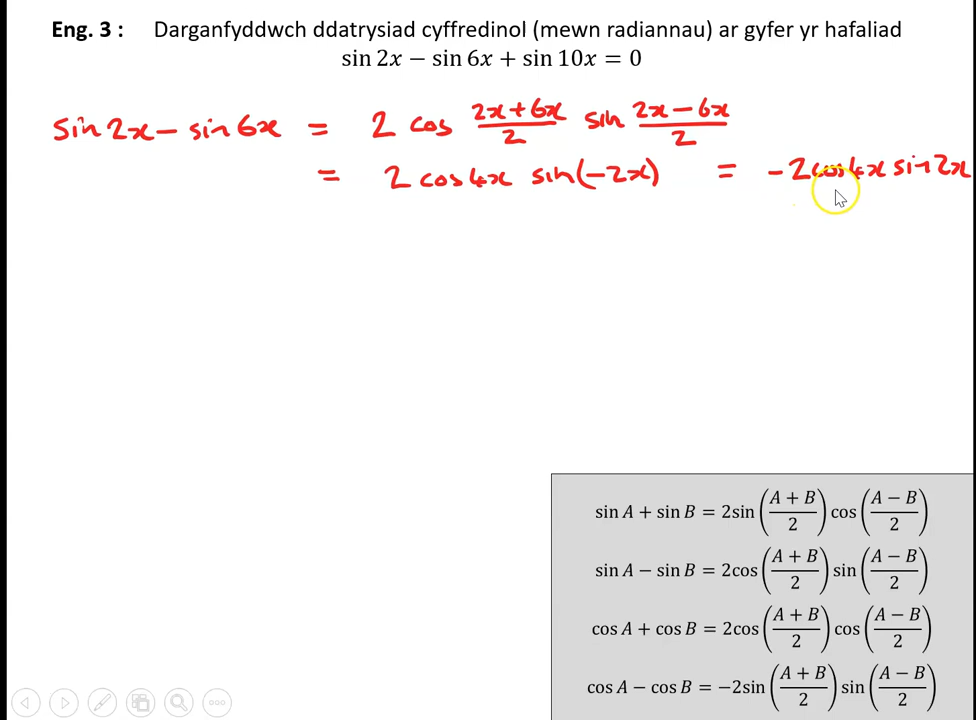 Eng. 3 : Darganfyddwch ddatrysiad cyffredinol (mewn radiannau) ar gyfer yr hafaliad
sin 2x − sin 6x + sin 10x = 0
sin 2x − sin 6x = 2 cos (2x + 6x)/2 sin (2x − 6x)/2
= 2 cos 4x sin(−2x) = −2 cos 4x sin 2x
sin A + sin B = 2sin((A + B)/2) cos((A − B)/2)
sin A − sin B = 2cos((A + B)/2) sin((A − B)/2)
cos A + cos B = 2cos((A + B)/2) cos((A − B)/2)
cos A − cos B = −2sin((A + B)/2) sin((A − B)/2)